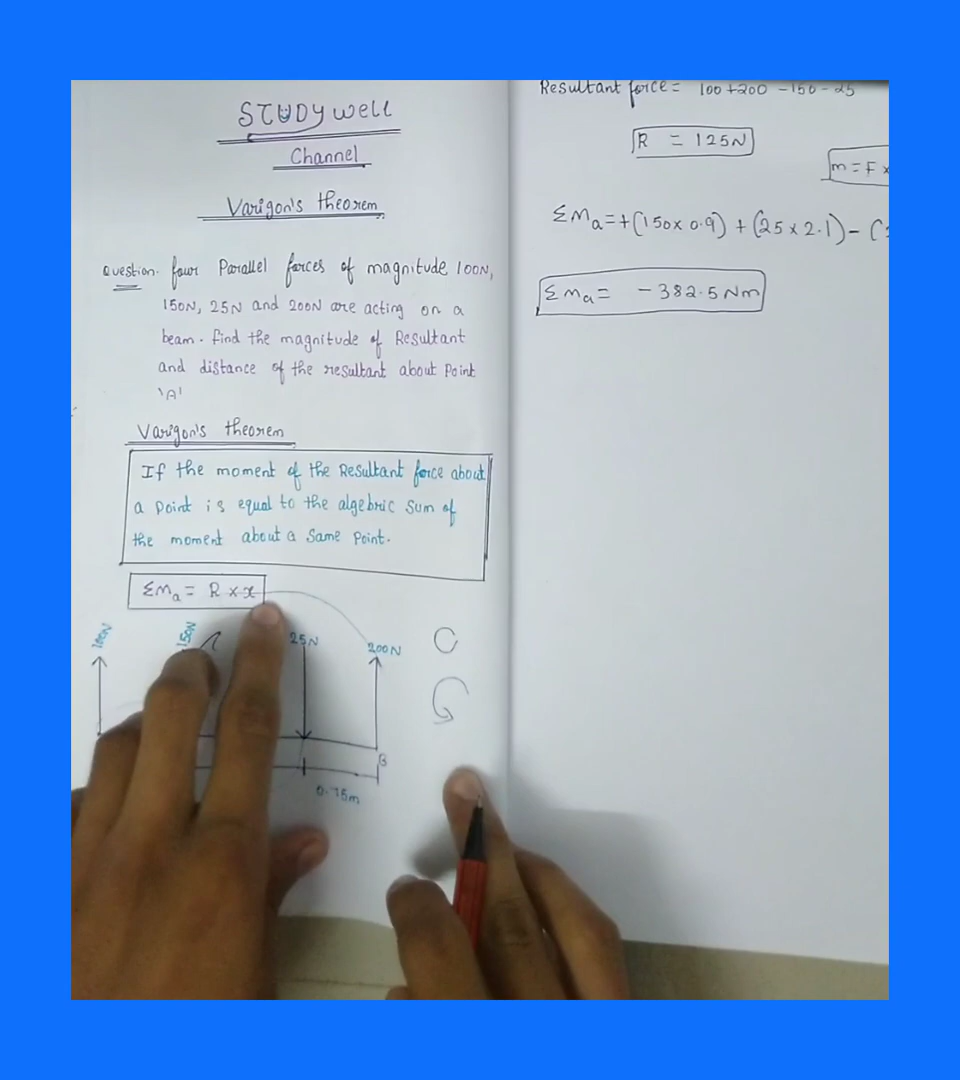 STUDY well
Channel
Varigon's theorem
Question. four Parallel forces of magnitude 100N,
150N, 25N and 200N are acting on a
beam. find the magnitude of Resultant
and distance of the resultant about Point
'A'
Varigon's theorem
If the moment of the Resultant force about
a point is equal to the algebric sum of
the moment about a same point.
ΣMa = R × x
100N
150N
25N
200N
B
0.75m
Resultant force = 100 +200 -150 - 25
R = 125N
m = F ×
ΣMa = +(150 x 0.9) + (25 x 2.1) - (
ΣMa = - 382.5 Nm